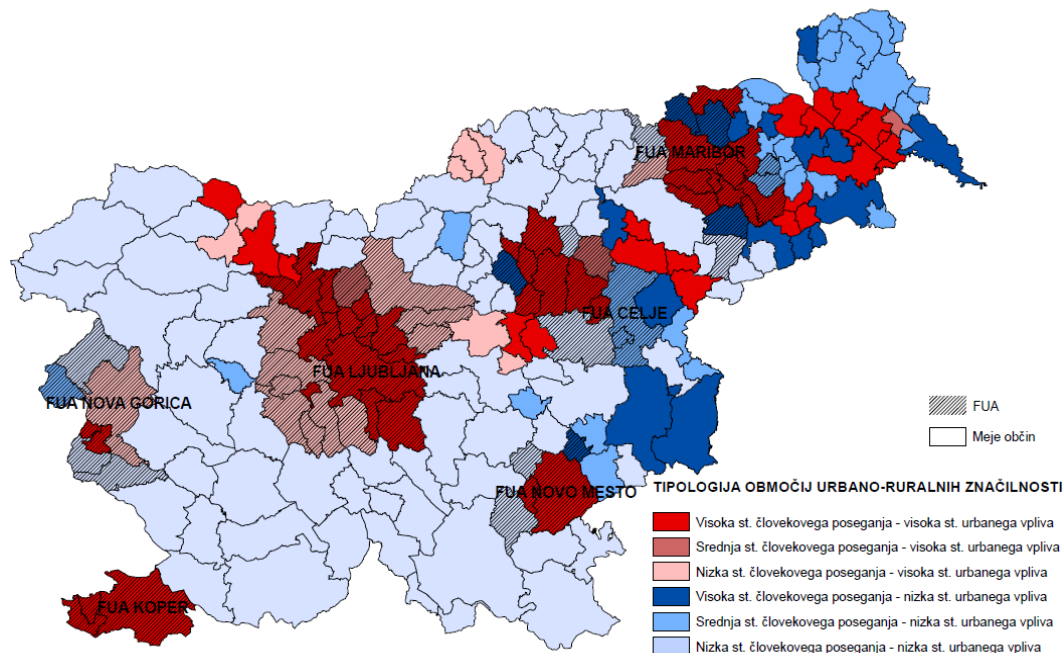 FUA MARIBOR
FUA CELJE
FUA LJUBLJANA
FUA NOVA GORICA
FUA NOVO MESTO
FUA KOPER
FUA
Meje občin
TIPOLOGIJA OBMOČIJ URBANO-RURALNIH ZNAČILNOSTI
Visoka st. človekovega poseganja - visoka st. urbanega vpliva
Srednja st. človekovega poseganja - visoka st. urbanega vpliva
Nizka st. človekovega poseganja - visoka st. urbanega vpliva
Visoka st. človekovega poseganja - nizka st. urbanega vpliva
Srednja st. človekovega poseganja - nizka st. urbanega vpliva
Nizka st. človekovega poseganja - nizka st. urbanega vpliva